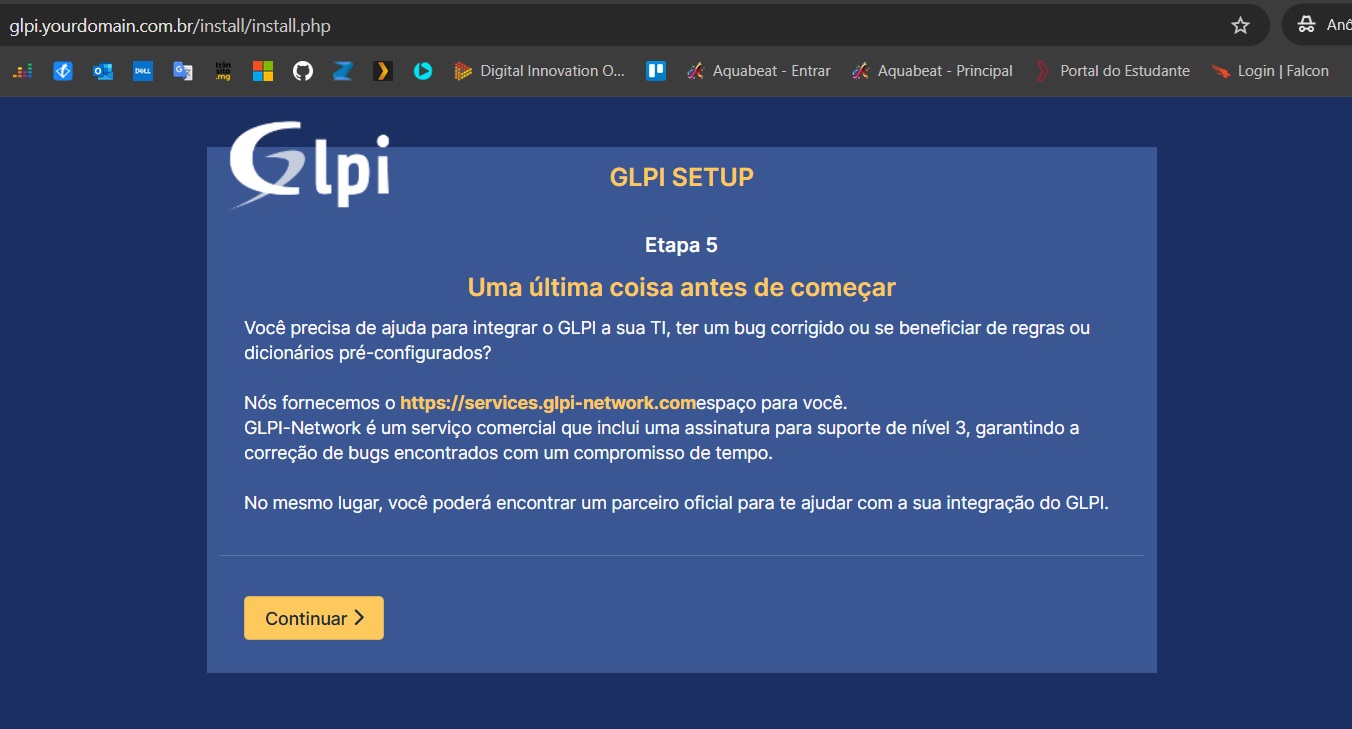 glpi.yourdomain.com.br/install/install.php
Anô
DELL
trân
sito
.mg
Digital Innovation O...
Aquabeat - Entrar
Aquabeat - Principal
Portal do Estudante
Login | Falcon
Glpi
GLPI SETUP
Etapa 5
Uma última coisa antes de começar
Você precisa de ajuda para integrar o GLPI a sua TI, ter um bug corrigido ou se beneficiar de regras ou
dicionários pré-configurados?
Nós fornecemos o https://services.glpi-network.comespaço para você.
GLPI-Network é um serviço comercial que inclui uma assinatura para suporte de nível 3, garantindo a
correção de bugs encontrados com um compromisso de tempo.
No mesmo lugar, você poderá encontrar um parceiro oficial para te ajudar com a sua integração do GLPI.
Continuar